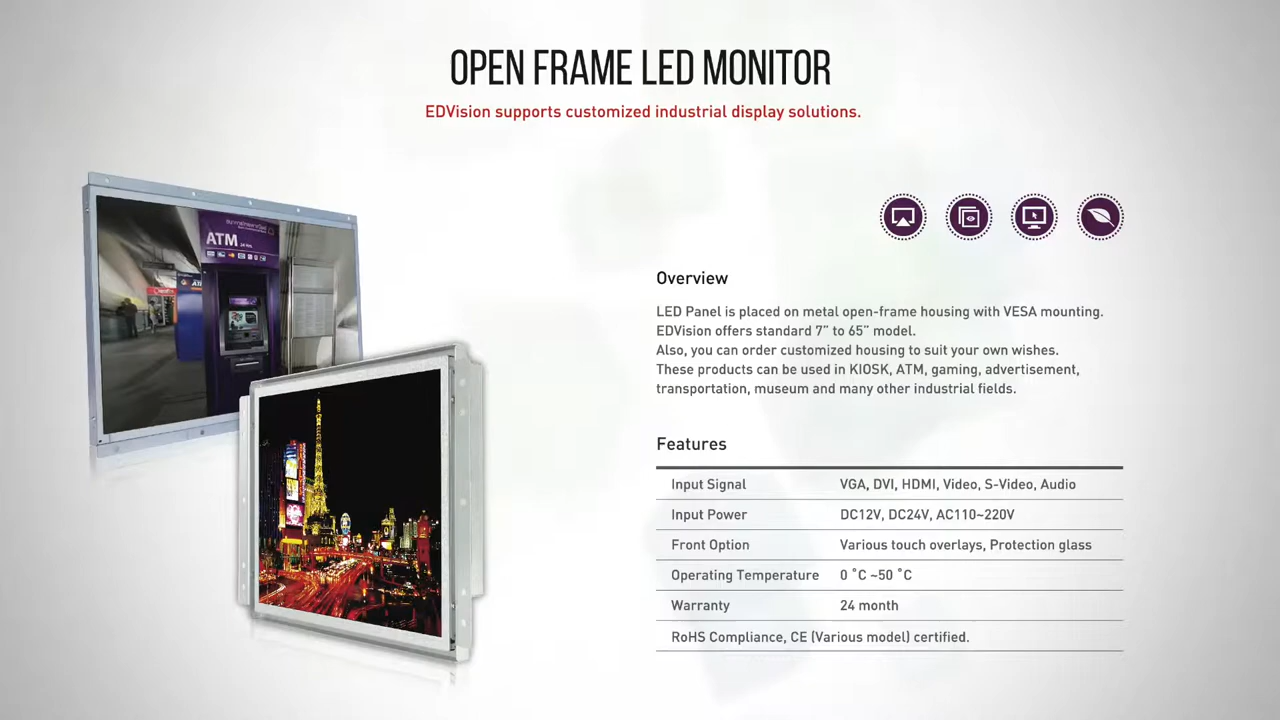 OPEN FRAME LED MONITOR
EDVision supports customized industrial display solutions.
ATM
Overview
LED Panel is placed on metal open-frame housing with VESA mounting.
EDVision offers standard 7" to 65" model.
Also, you can order customized housing to suit your own wishes.
These products can be used in KIOSK, ATM, gaming, advertisement,
transportation, museum and many other industrial fields.
Features
Input Signal VGA, DVI, HDMI, Video, S-Video, Audio
Input Power DC12V, DC24V, AC110~220V
Front Option Various touch overlays, Protection glass
Operating Temperature 0 ˚C ~50 ˚C
Warranty 24 month
RoHS Compliance, CE (Various model) certified.